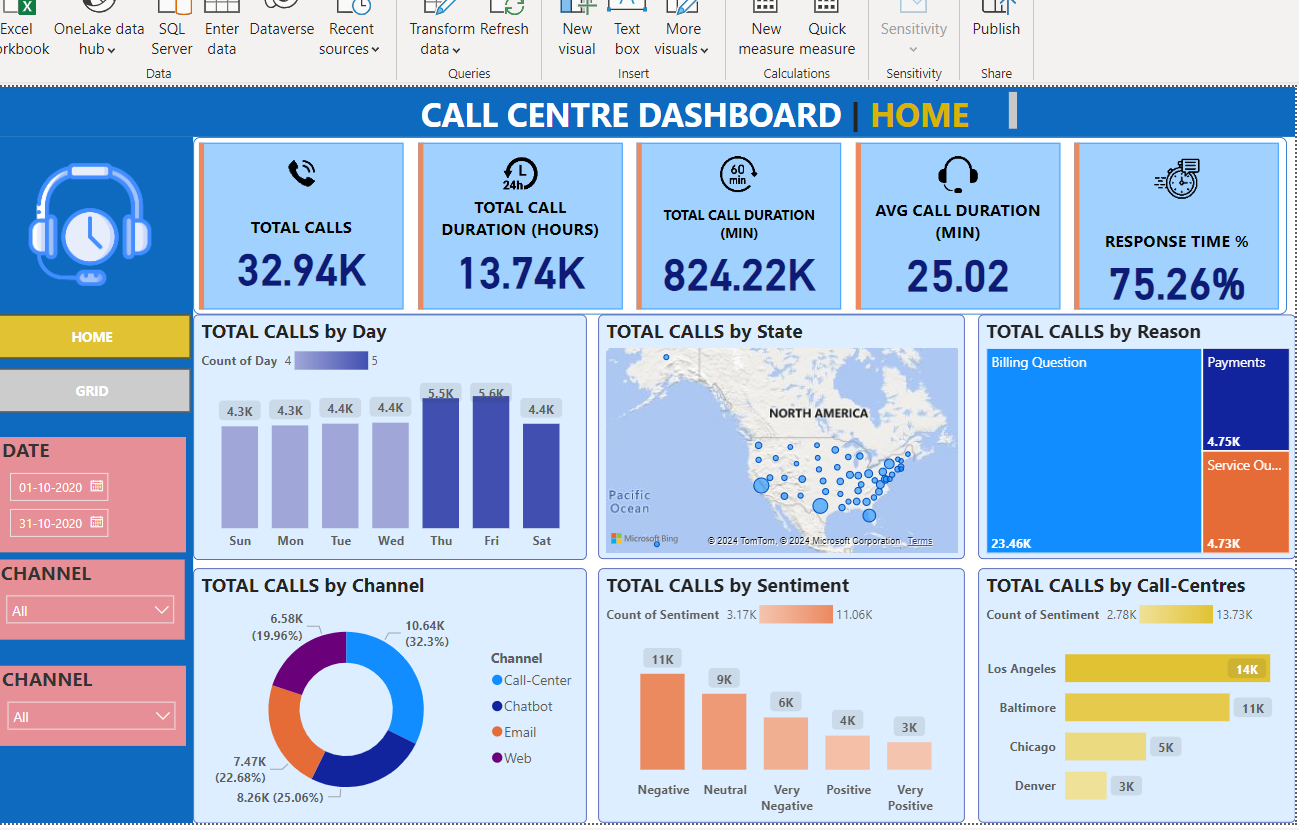 Excel
orkbook
OneLake data
hub
SQL
Server
Enter
data
Dataverse
Recent
sources
Transform
data
Refresh
New
visual
Text
box
More
visuals
New
measure
Quick
measure
Sensitivity
Publish
Data
Queries
Insert
Calculations
Sensitivity
Share
CALL CENTRE DASHBOARD | HOME
TOTAL CALLS
32.94K
24h
TOTAL CALL
DURATION (HOURS)
13.74K
60
min
TOTAL CALL DURATION
(MIN)
824.22K
AVG CALL DURATION
(MIN)
25.02
RESPONSE TIME %
75.26%
HOME
GRID
DATE
01-10-2020
31-10-2020
CHANNEL
All
CHANNEL
All
TOTAL CALLS by Day
Count of Day 4 5
4.3K 4.3K 4.4K 4.4K 5.5K 5.6K 4.4K
Sun Mon Tue Wed Thu Fri Sat
TOTAL CALLS by State
NORTH AMERICA
Pacific
Ocean
Microsoft Bing
© 2024 TomTom, © 2024 Microsoft Corporation Terms
TOTAL CALLS by Reason
Billing Question
23.46K
Payments
4.75K
Service Ou...
4.73K
TOTAL CALLS by Channel
6.58K
(19.96%)
10.64K
(32.3%)
7.47K
(22.68%)
8.26K (25.06%)
Channel
Call-Center
Chatbot
Email
Web
TOTAL CALLS by Sentiment
Count of Sentiment 3.17K 11.06K
11K 9K 6K 4K 3K
Negative
Neutral
Very
Negative
Positive
Very
Positive
TOTAL CALLS by Call-Centres
Count of Sentiment 2.78K 13.73K
Los Angeles 14K
Baltimore 11K
Chicago 5K
Denver 3K